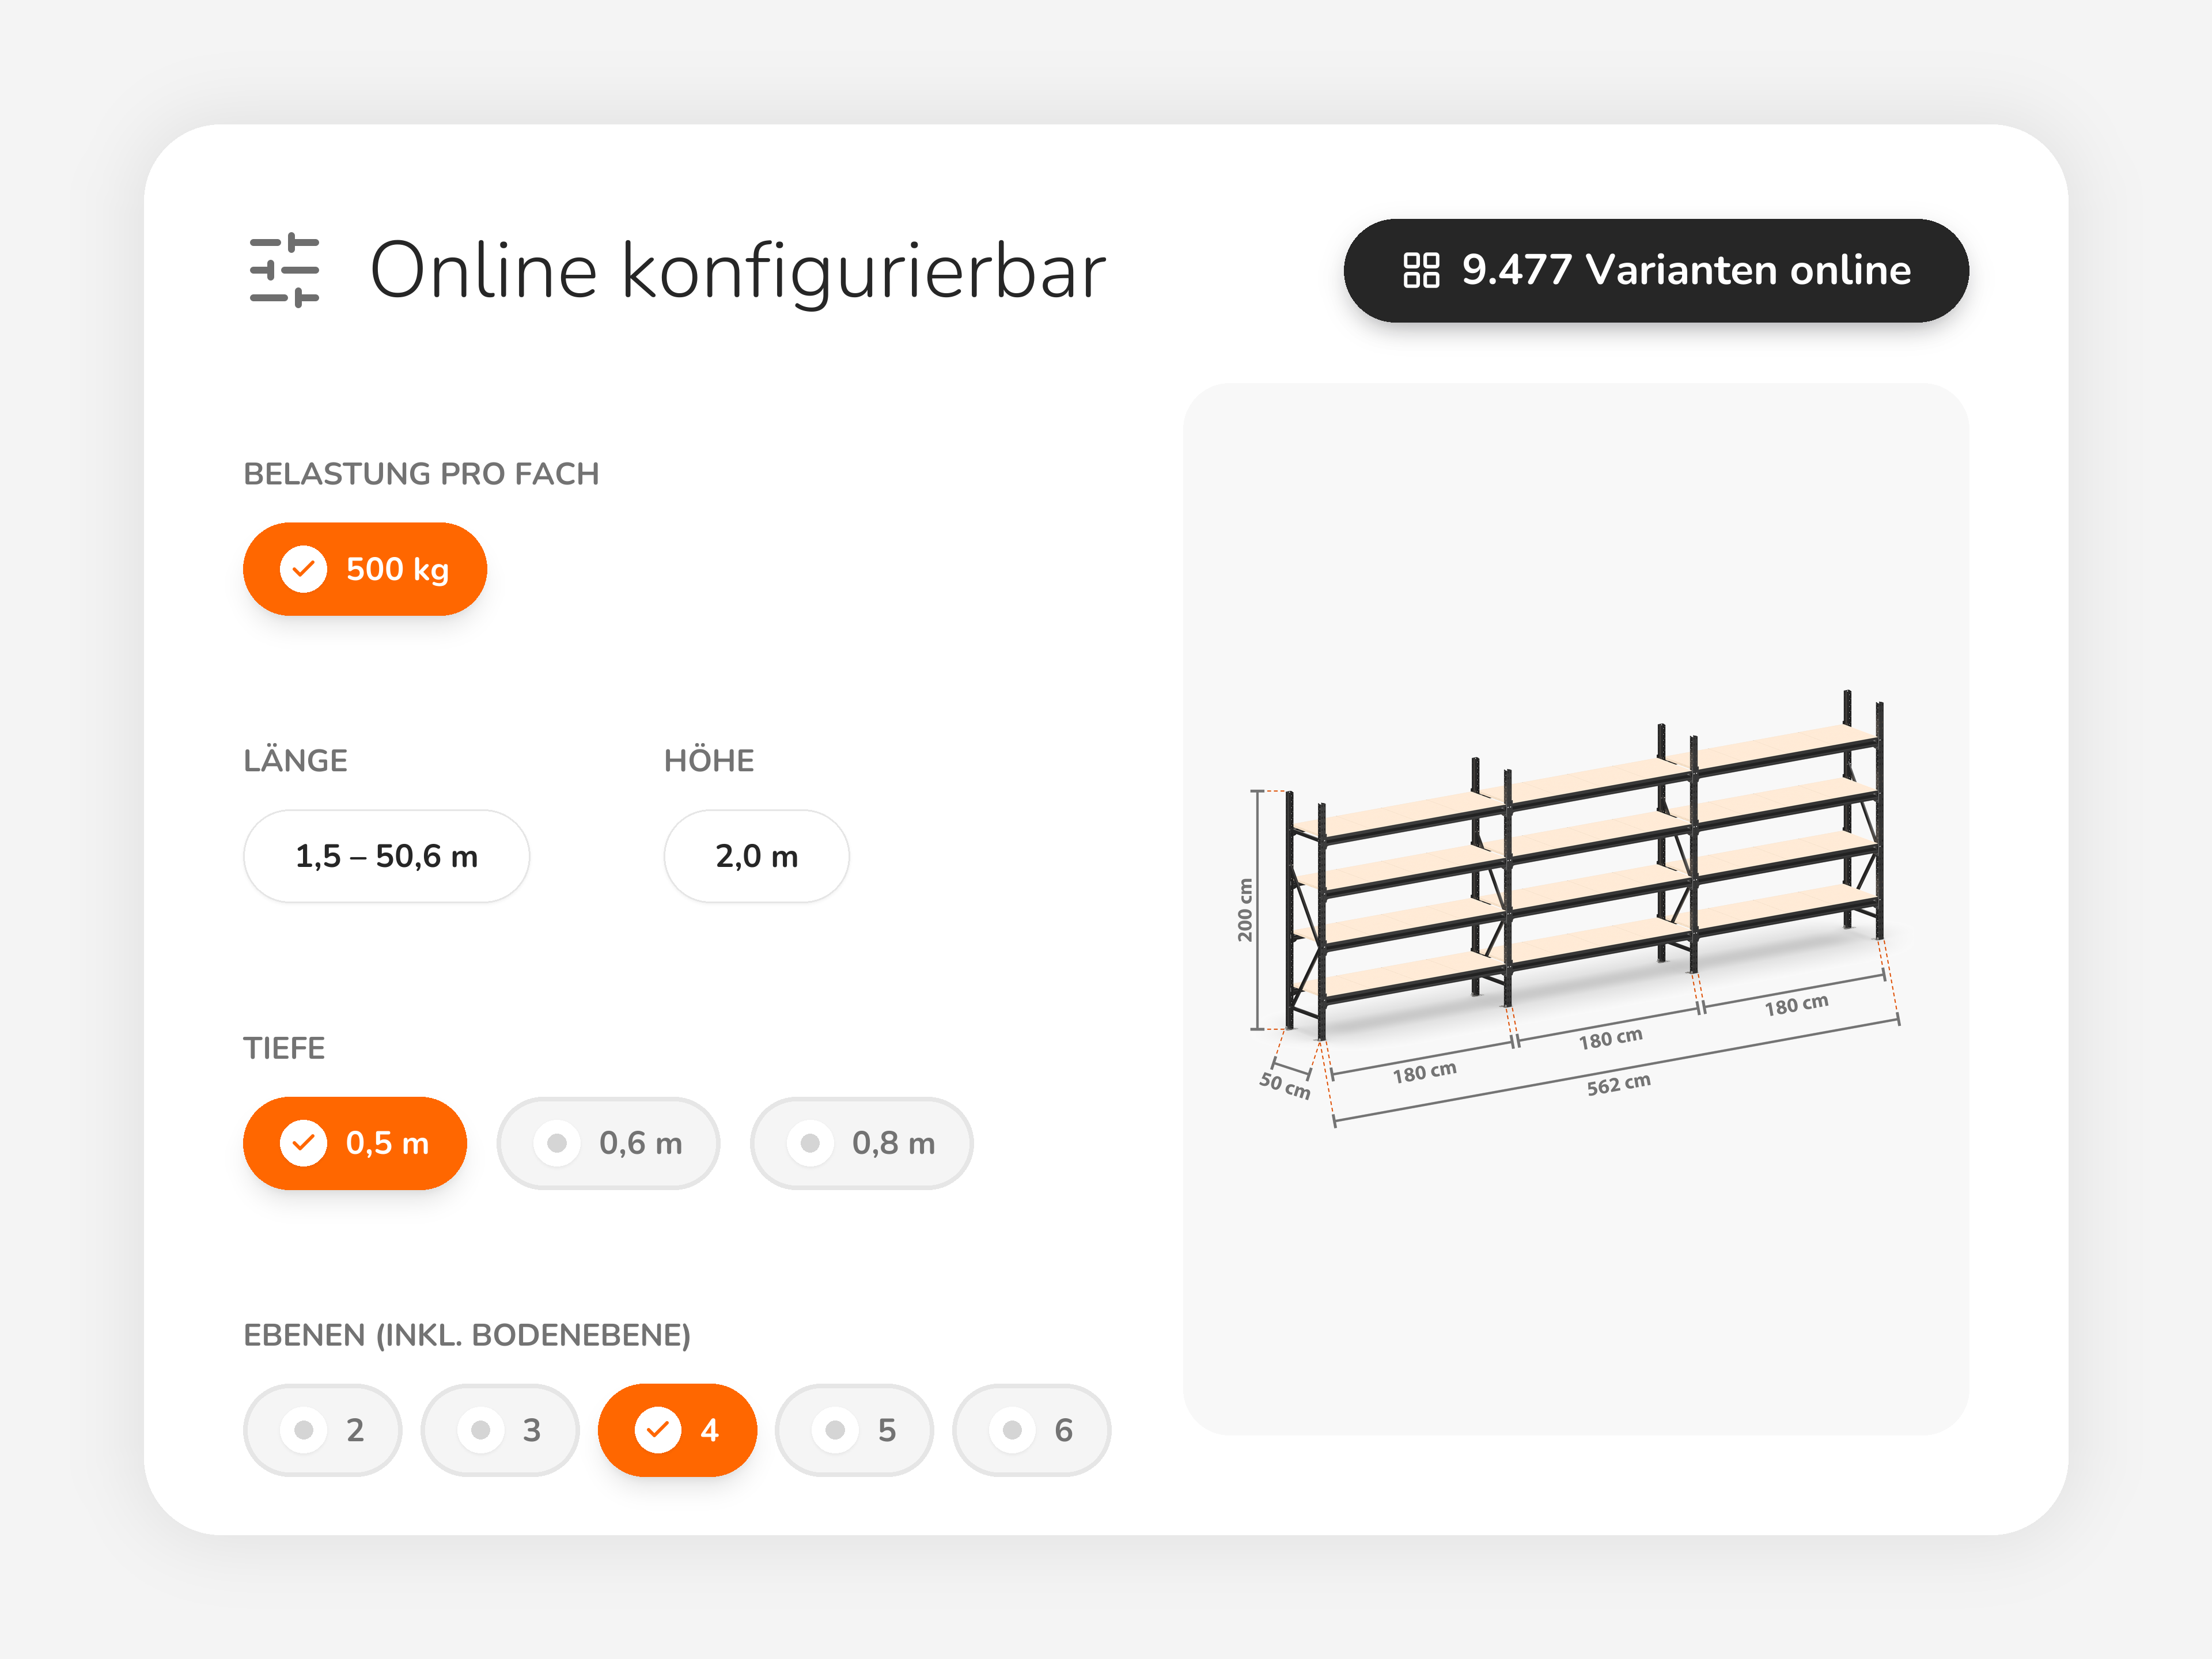 Online konfigurierbar
9.477 Varianten online
BELASTUNG PRO FACH
500 kg
LÄNGE
HÖHE
1,5 – 50,6 m
2,0 m
TIEFE
0,5 m
0,6 m
0,8 m
EBENEN (INKL. BODENEBENE)
2
3
4
5
6
200 cm
50 cm
180 cm
180 cm
180 cm
562 cm